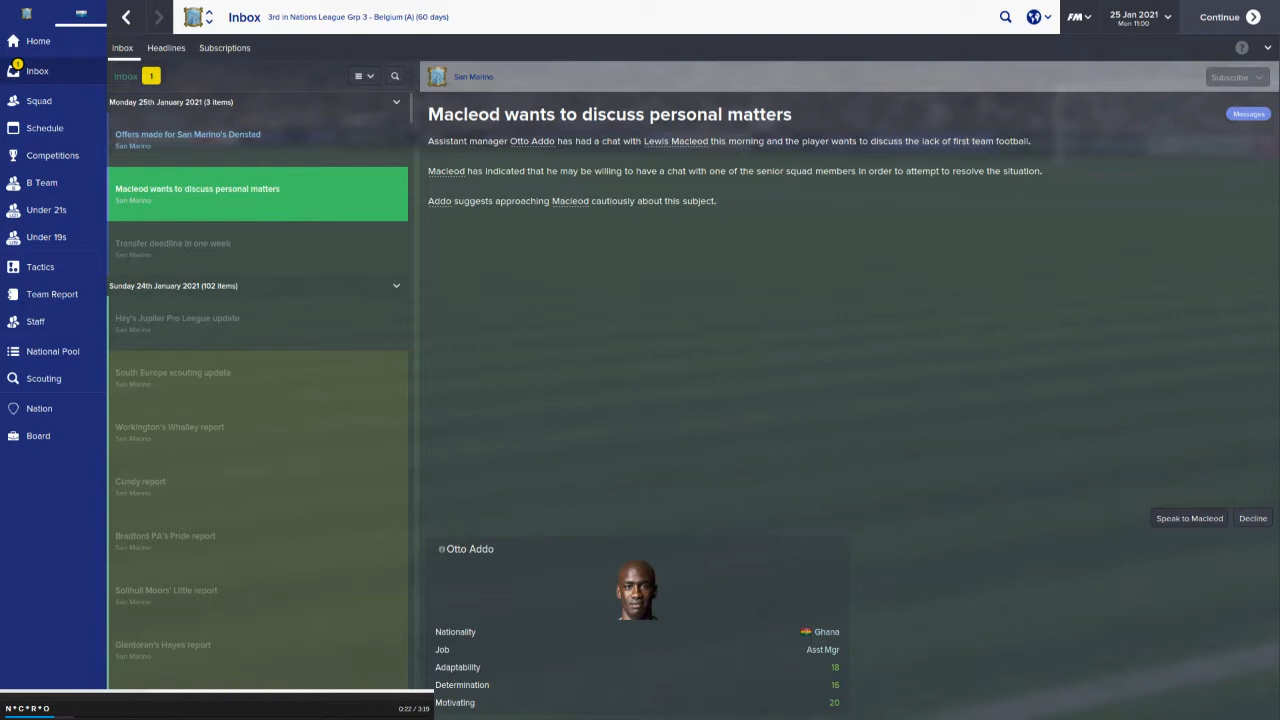 Inbox
3rd in Nations League Grp 3 - Belgium (A) (60 days)
FM
25 Jan 2021
Mon 11:00
Continue
Home
1
Inbox
Squad
Schedule
Competitions
B Team
Under 21s
Under 19s
Tactics
Team Report
Staff
National Pool
Scouting
Nation
Board
Inbox Headlines Subscriptions
Inbox 1
Monday 25th January 2021 (3 items)
Offers made for San Marino's Denstad
San Marino
Macleod wants to discuss personal matters
San Marino
Transfer deadline in one week
San Marino
Sunday 24th January 2021 (102 items)
Hay's Jupiler Pro League update
San Marino
South Europe scouting update
San Marino
Workington's Whalley report
San Marino
Cundy report
San Marino
Bradford PA's Pride report
San Marino
Solihull Moors' Little report
San Marino
Glentoran's Hayes report
San Marino
San Marino
?
Subscribe
Macleod wants to discuss personal matters
Messages
Assistant manager Otto Addo has had a chat with Lewis Macleod this morning and the player wants to discuss the lack of first team football.
Macleod has indicated that he may be willing to have a chat with one of the senior squad members in order to attempt to resolve the situation.
Addo suggests approaching Macleod cautiously about this subject.
Speak to Macleod Decline
Otto Addo
Nationality Ghana
Job Asst Mgr
Adaptability 18
Determination 16
Motivating 20
N*C*R*O 0:22 / 3:19